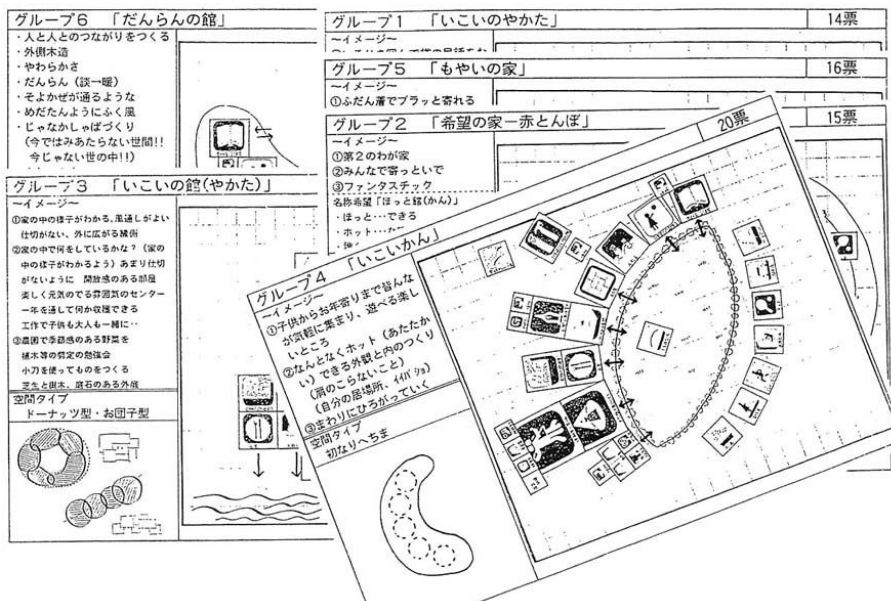 グループ6 「だんらんの館」
・人と人とのつながりをつくる
・外側木造
・やわらかさ
・だんらん(談→暖)
・そよかぜが通るような
・めだたんようにふく風
・じゃなかしゃばづくり
(今ではみあたらない世間!!
今じゃない世の中!!)
グループ1 「いこいのやかた」 14票
〜イメージ〜
グループ5 「もやいの家」 16票
〜イメージ〜
①ふだん着でブラッと寄れる
グループ2 「希望の家ー赤とんぼ」 15票
〜イメージ〜
①第2のわが家
②みんなで寄っといで
③ファンタスチック
名称希望「ほっと館(かん)」
・ほっと…できる
グループ3 「いこいの館(やかた)」
〜イメージ〜
①家の中の様子がわかる、風通しがよい
仕切がない、外に広がる縁側
②家の中で何をしているかな? (家の
中の様子がわかるよう) あまり仕切
がないように 開放感のある部屋
楽しく元気のでる雰囲気のセンター
一年を通して何か収穫できる
工作で子供も大人も一緒に‥
③農園で季節感のある野菜を
植木等の剪定の勉強会
小刀を使ってものをつくる
芝生と樹木、庭石のある外庭
空間タイプ
ドーナッツ型・お団子型
グループ4 「いこいかん」 20票
〜イメージ〜
①子供からお年寄りまで皆んな
が気軽に集まり、遊べる楽し
いところ
②なんとなくホット(あたたか
い)できる外観と内のつくり
(肩のこらないこと)
(自分の居場所、イイバショ)
③まわりにひろがっていく
空間タイプ
切なりへちま